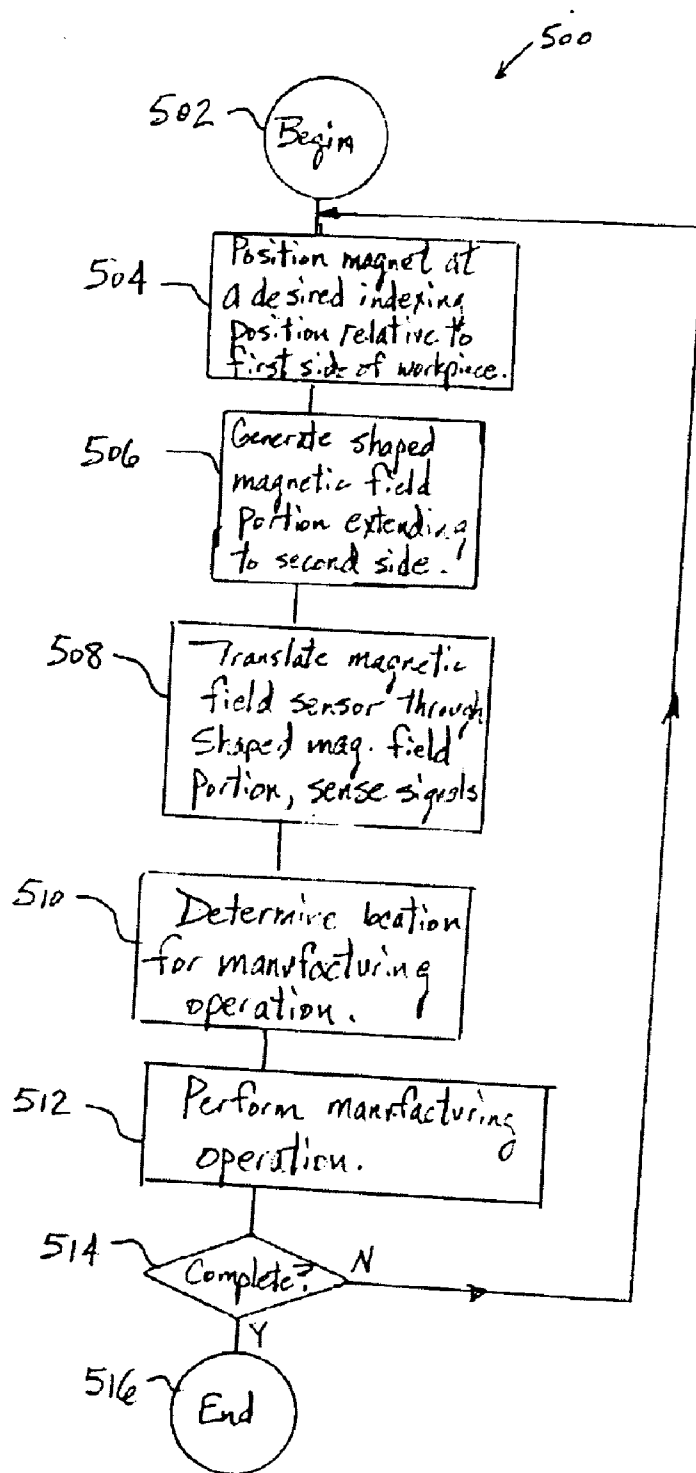 500
502
Begin
504
Position magnet at
a desired indexing
position relative to
first side of workpiece.
506
Generate shaped
magnetic field
portion extending
to second side.
508
Translate magnetic
field sensor through
shaped mag. field
portion, sense signals
510
Determine location
for manufacturing
operation.
512
Perform manufacturing
operation.
514
Complete?
N
Y
516
End